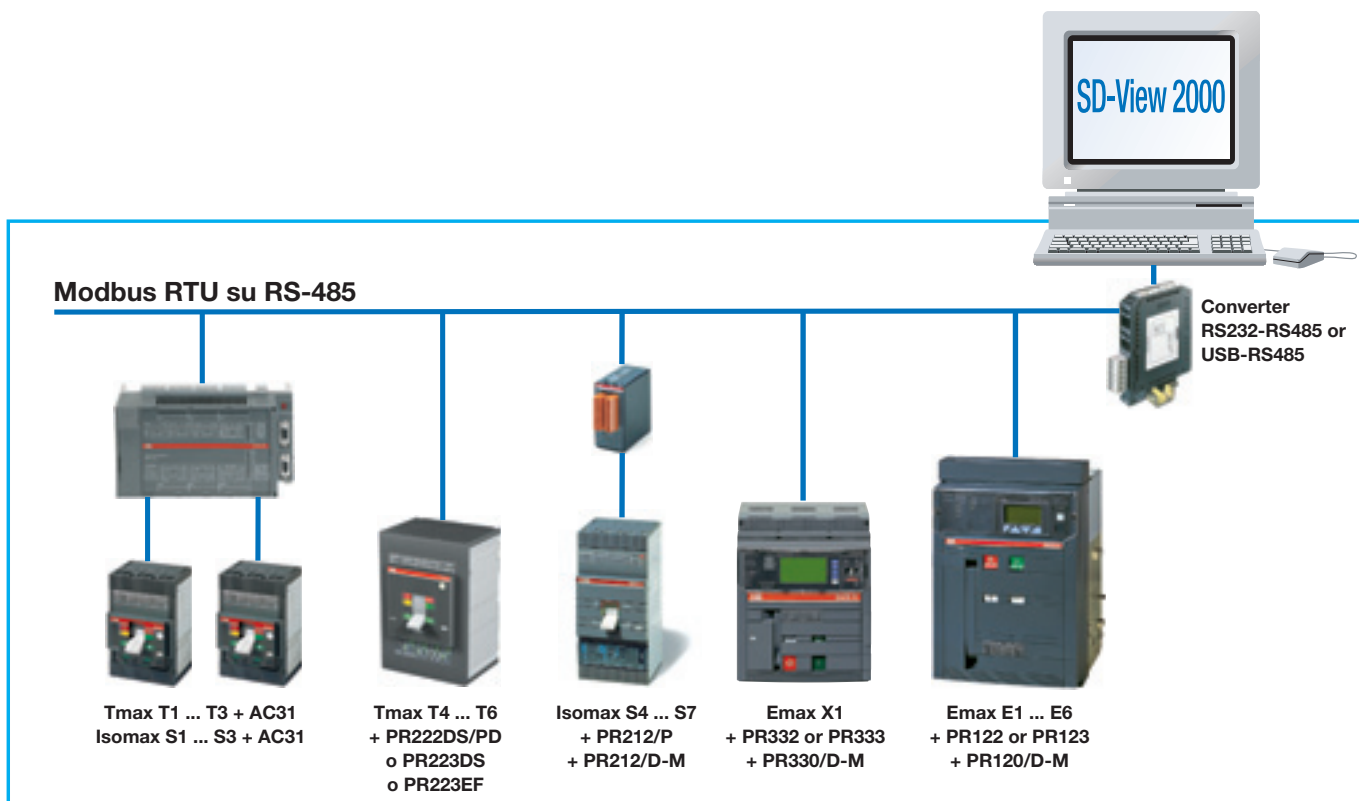 SD-View 2000
Modbus RTU su RS-485
Converter
RS232-RS485 or
USB-RS485
Tmax T1 ... T3 + AC31
Isomax S1 ... S3 + AC31
Tmax T4 ... T6
+ PR222DS/PD
o PR223DS
o PR223EF
Isomax S4 ... S7
+ PR212/P
+ PR212/D-M
Emax X1
+ PR332 or PR333
+ PR330/D-M
Emax E1 ... E6
+ PR122 or PR123
+ PR120/D-M